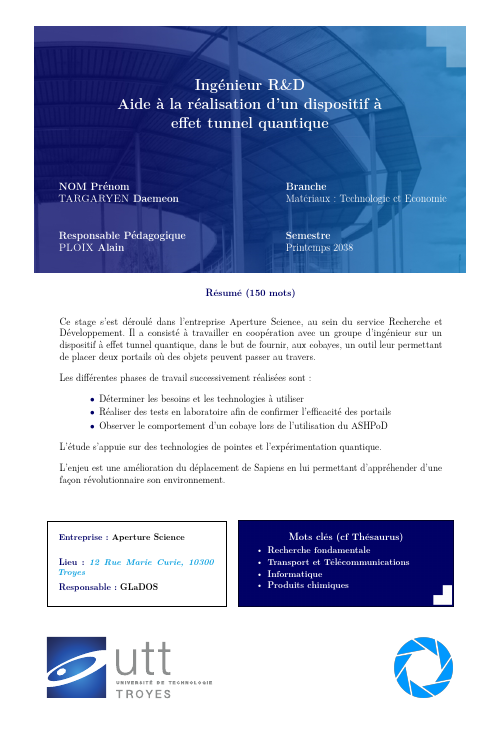 Ingénieur R&D
Aide à la réalisation d'un dispositif à
effet tunnel quantique
NOM Prénom
TARGARYEN Daemeon
Branche
Matériaux : Technologie et Economie
Responsable Pédagogique
PLOIX Alain
Semestre
Printemps 2038
Résumé (150 mots)
Ce stage s'est déroulé dans l'entreprise Aperture Science, au sein du service Recherche et
Développement. Il a consisté à travailler en coopération avec un groupe d'ingénieur sur un
dispositif à effet tunnel quantique, dans le but de fournir, aux cobayes, un outil leur permettant
de placer deux portails où des objets peuvent passer au travers.
Les différentes phases de travail successivement réalisées sont :
• Déterminer les besoins et les technologies à utiliser
• Réaliser des tests en laboratoire afin de confirmer l'efficacité des portails
• Observer le comportement d'un cobaye lors de l'utilisation du ASHPoD
L'étude s'appuie sur des technologies de pointes et l'expérimentation quantique.
L'enjeu est une amélioration du déplacement de Sapiens en lui permettant d'appréhender d'une
façon révolutionnaire son environnement.
Entreprise : Aperture Science
Lieu : 12 Rue Marie Curie, 10300
Troyes
Responsable : GLaDOS
Mots clés (cf Thésaurus)
• Recherche fondamentale
• Transport et Télécommunications
• Informatique
• Produits chimiques
utt
UNIVERSITÉ DE TECHNOLOGIE
TROYES